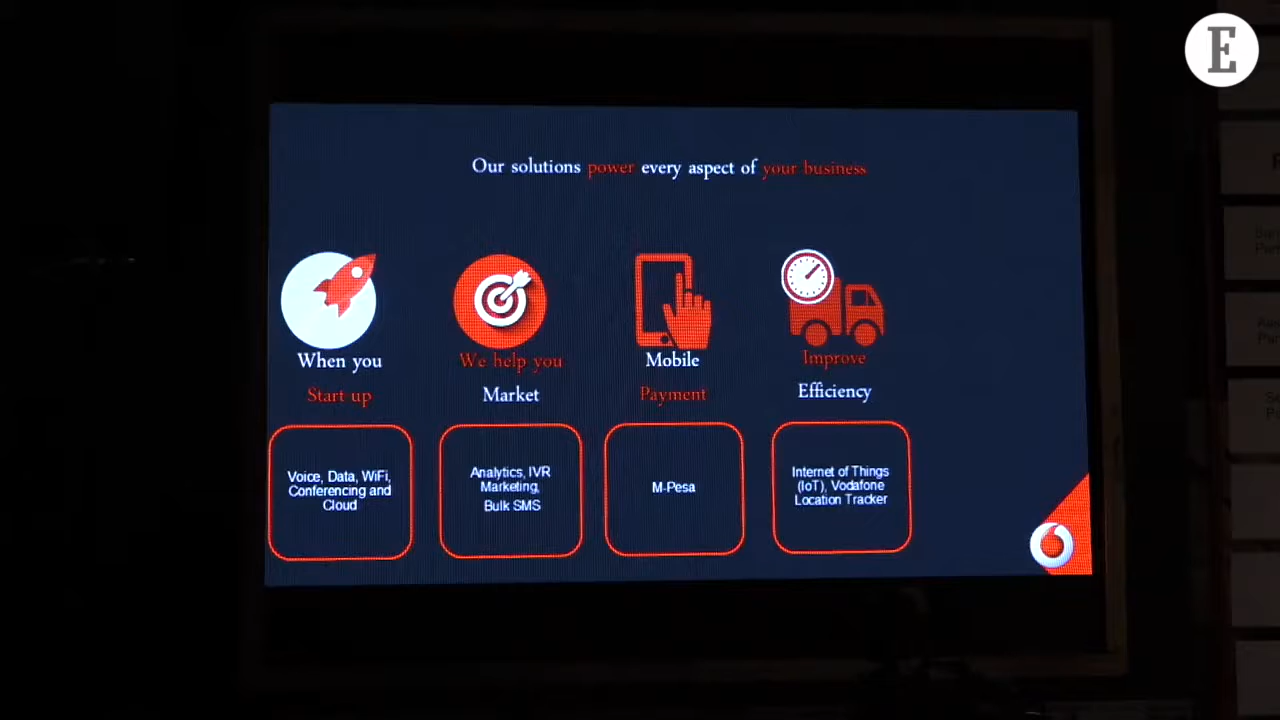 E
Our solutions power every aspect of your business
When you
Start up
We help you
Market
Mobile
Payment
Improve
Efficiency
Voice, Data, WiFi,
Conferencing and
Cloud
Analytics, IVR
Marketing,
Bulk SMS
M-Pesa
Internet of Things
(IoT), Vodafone
Location Tracker